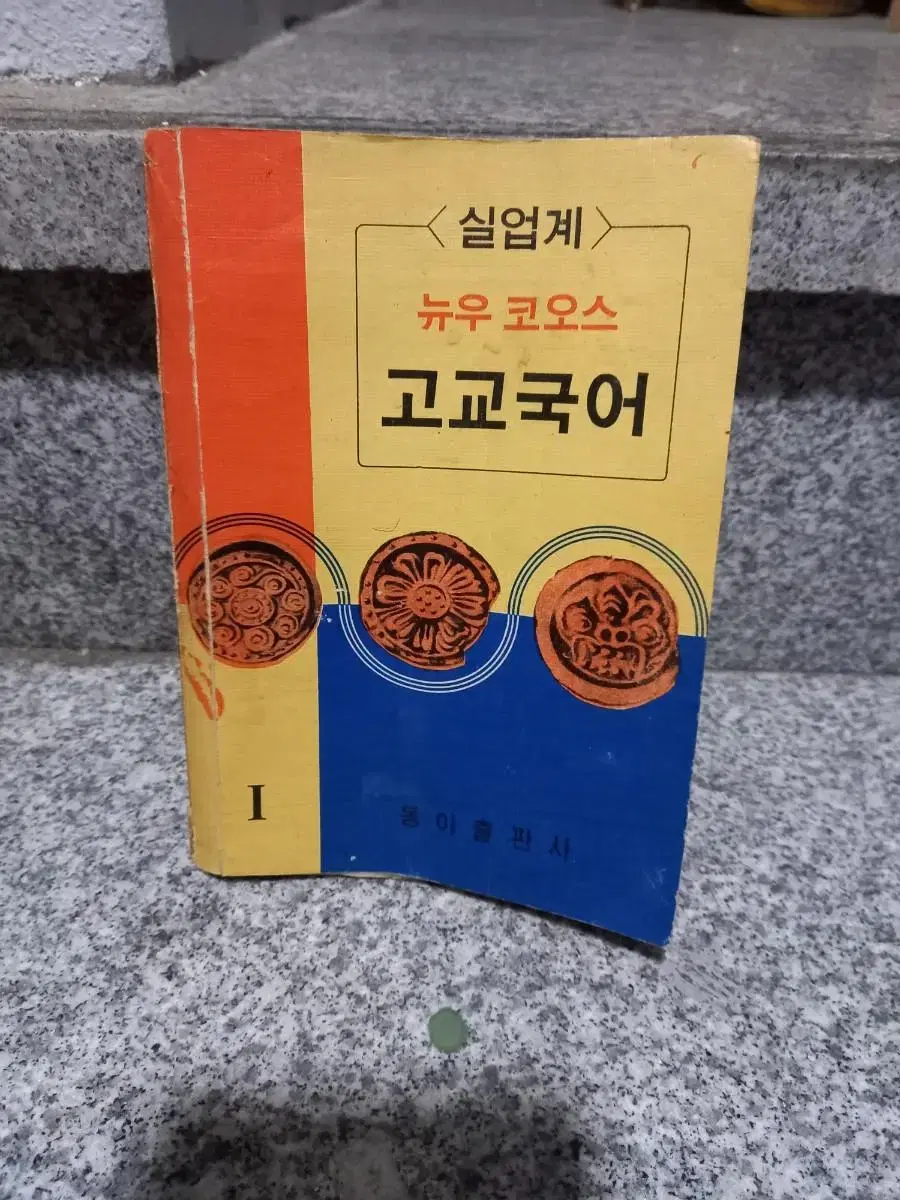 실업계
뉴우 코오스
고교국어
I
동아출판사